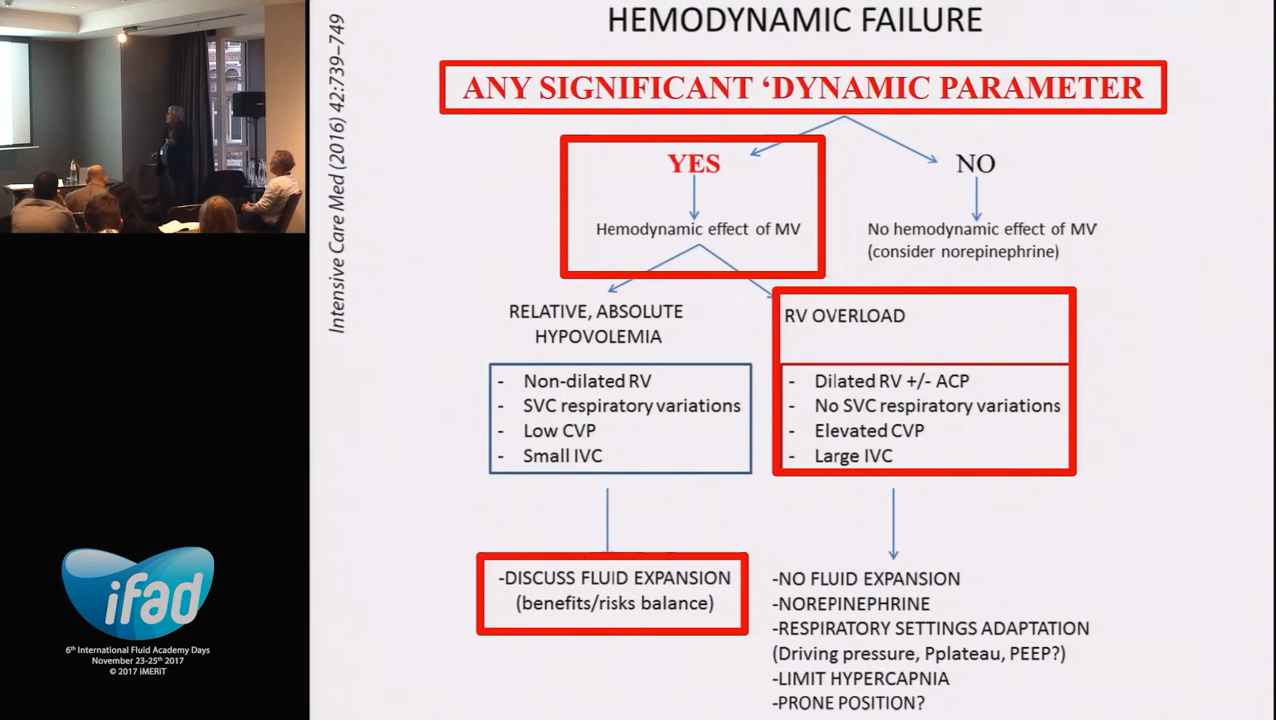 HEMODYNAMIC FAILURE
Intensive Care Med (2016) 42:739–749
ANY SIGNIFICANT ‘DYNAMIC PARAMETER
YES
NO
Hemodynamic effect of MV
No hemodynamic effect of MV
(consider norepinephrine)
RELATIVE, ABSOLUTE
HYPOVOLEMIA
RV OVERLOAD
- Non-dilated RV
- SVC respiratory variations
- Low CVP
- Small IVC
- Dilated RV +/- ACP
- No SVC respiratory variations
- Elevated CVP
- Large IVC
-DISCUSS FLUID EXPANSION
(benefits/risks balance)
-NO FLUID EXPANSION
-NOREPINEPHRINE
-RESPIRATORY SETTINGS ADAPTATION
(Driving pressure, Pplateau, PEEP?)
-LIMIT HYPERCAPNIA
-PRONE POSITION?
ifad
6th International Fluid Academy Days
November 23-25th 2017
© 2017 iMERiT